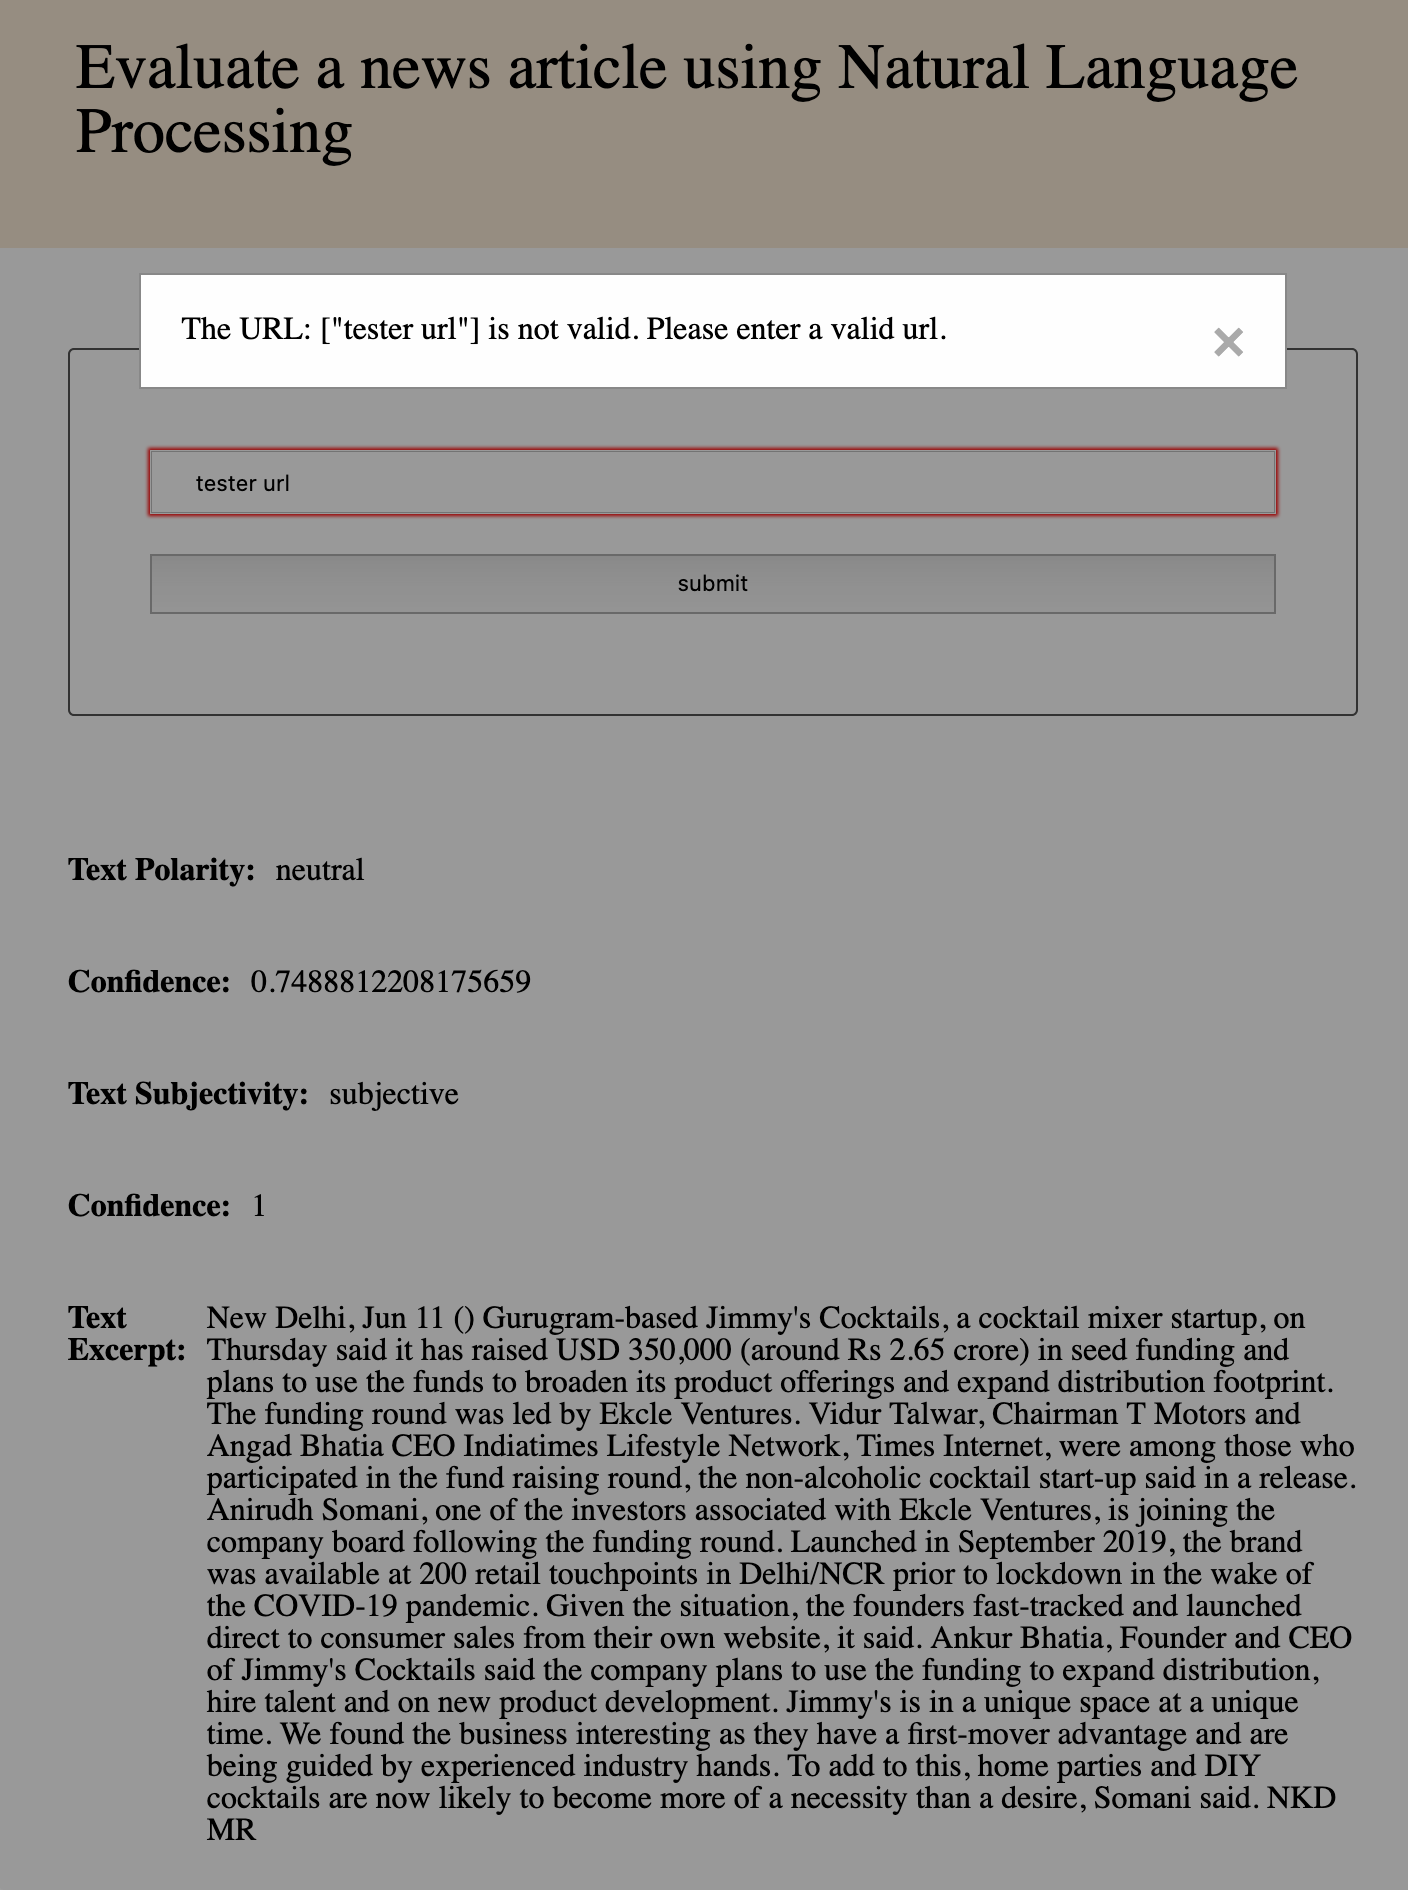 Evaluate a news article using Natural Language
Processing
The URL: ["tester url"] is not valid. Please enter a valid url.
×
tester url
submit
Text Polarity: neutral
Confidence: 0.7488812208175659
Text Subjectivity: subjective
Confidence: 1
Text Excerpt:
New Delhi, Jun 11 () Gurugram-based Jimmy's Cocktails, a cocktail mixer startup, on
Thursday said it has raised USD 350,000 (around Rs 2.65 crore) in seed funding and
plans to use the funds to broaden its product offerings and expand distribution footprint.
The funding round was led by Ekcle Ventures. Vidur Talwar, Chairman T Motors and
Angad Bhatia CEO Indiatimes Lifestyle Network, Times Internet, were among those who
participated in the fund raising round, the non-alcoholic cocktail start-up said in a release.
Anirudh Somani, one of the investors associated with Ekcle Ventures, is joining the
company board following the funding round. Launched in September 2019, the brand
was available at 200 retail touchpoints in Delhi/NCR prior to lockdown in the wake of
the COVID-19 pandemic. Given the situation, the founders fast-tracked and launched
direct to consumer sales from their own website, it said. Ankur Bhatia, Founder and CEO
of Jimmy's Cocktails said the company plans to use the funding to expand distribution,
hire talent and on new product development. Jimmy's is in a unique space at a unique
time. We found the business interesting as they have a first-mover advantage and are
being guided by experienced industry hands. To add to this, home parties and DIY
cocktails are now likely to become more of a necessity than a desire, Somani said. NKD
MR